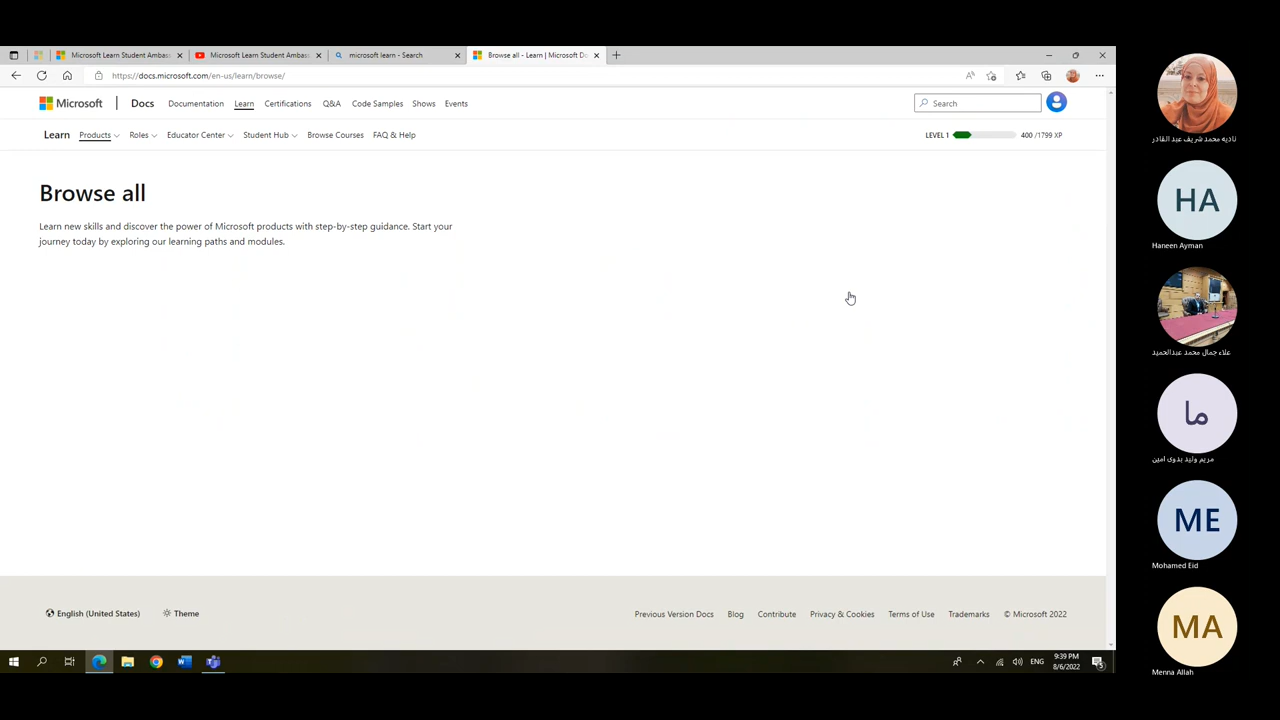 Microsoft Learn Student Ambas
Microsoft Learn Student Ambas
microsoft learn - Search
Browse all - Learn | Microsoft D
https://docs.microsoft.com/en-us/learn/browse/
Microsoft
Docs
Documentation
Learn
Certifications
Q&A
Code Samples
Shows
Events
Search
Learn
Products
Roles
Educator Center
Student Hub
Browse Courses
FAQ & Help
LEVEL 1
400 /1799 XP
Browse all
Learn new skills and discover the power of Microsoft products with step-by-step guidance. Start your
journey today by exploring our learning paths and modules.
English (United States)
Theme
Previous Version Docs
Blog
Contribute
Privacy & Cookies
Terms of Use
Trademarks
© Microsoft 2022
ENG
9:39 PM
8/6/2022
ناديه محمد شريف عبد القادر
HA
Haneen Ayman
علاء جمال محمد عبدالحميد
ما
مريم وليد بدوى امين
ME
Mohamed Eid
MA
Menna Allah